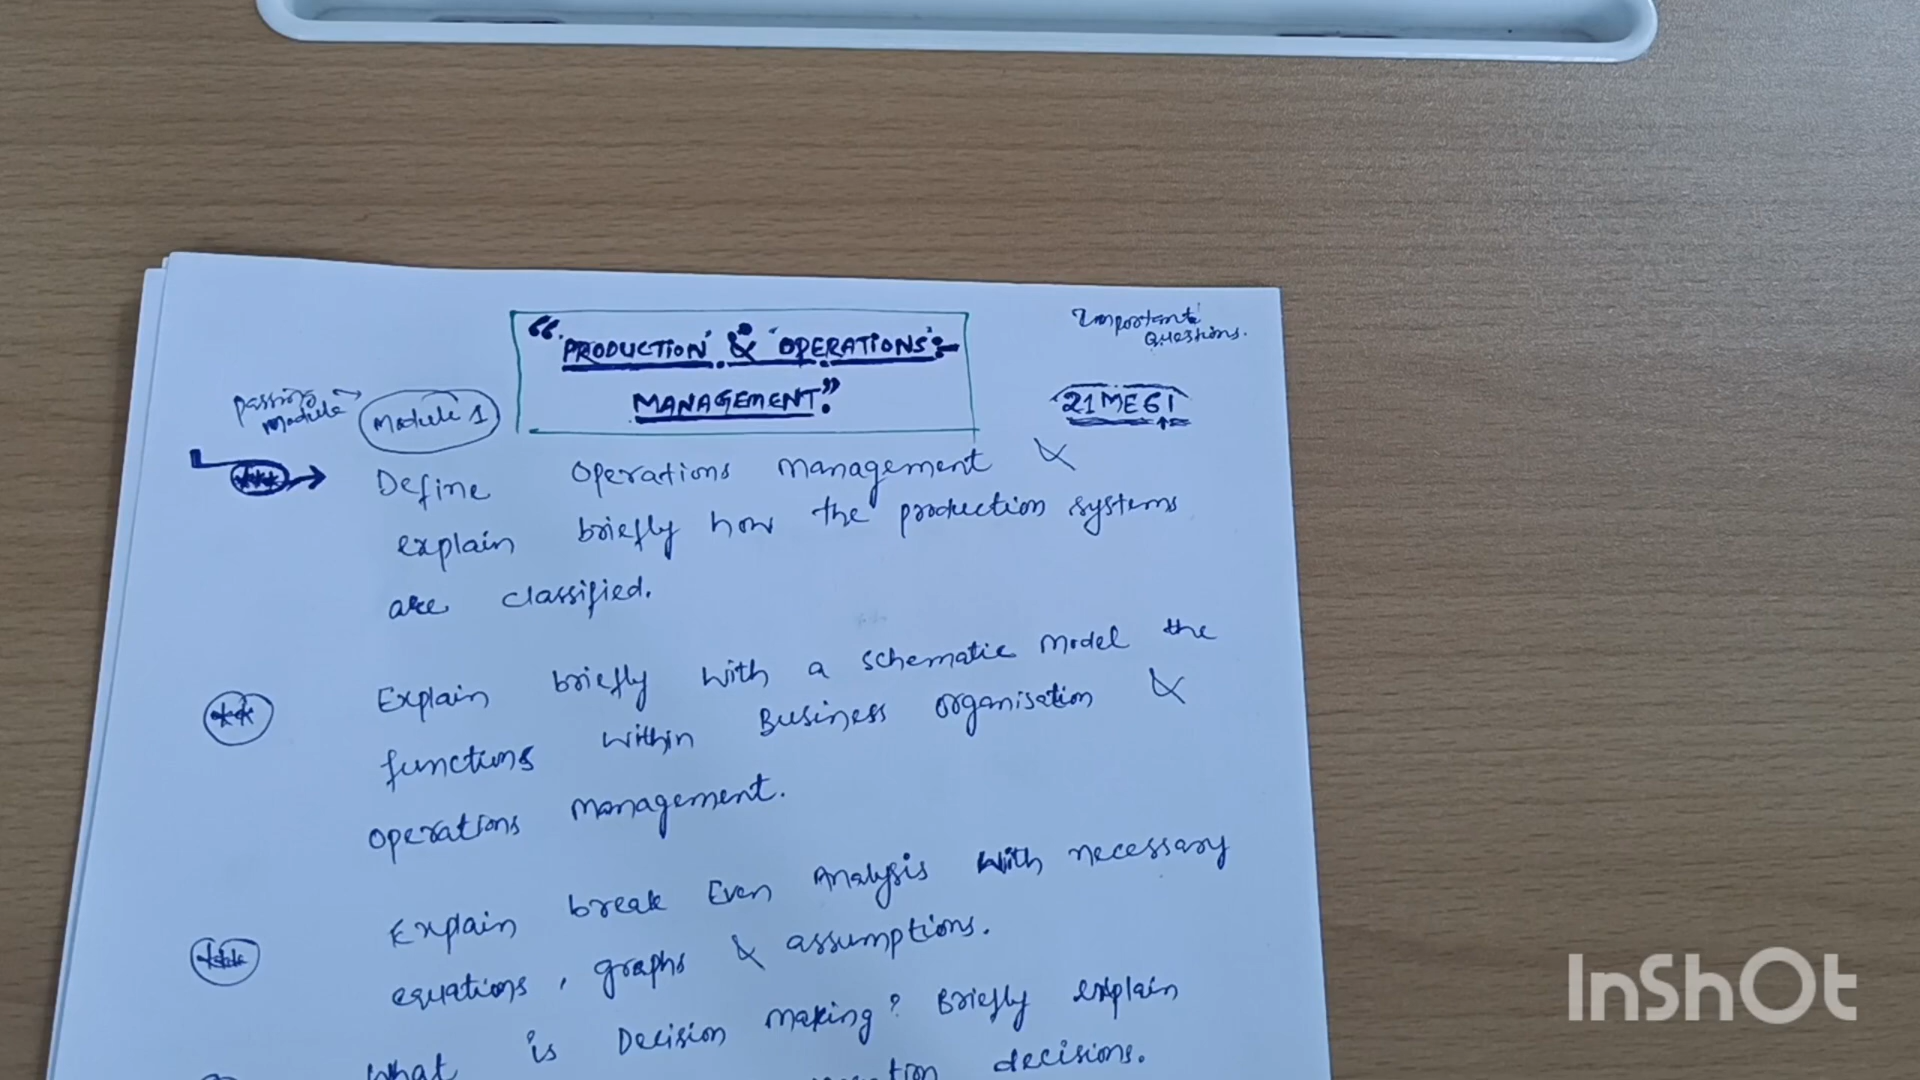 Important
Questions.
"PRODUCTION & OPERATIONS:-
MANAGEMENT."
21ME61
passing
module
Module 1
*** Define Operations Management &
explain briefly how the production systems
are classified.
** Explain briefly with a schematic Model the
functions within Business organisation &
operations Management.
Explain break Even Analysis with necessary
equations, graphs & assumptions.
What is Decision Making? Briefly explain
decisions.
InShOt